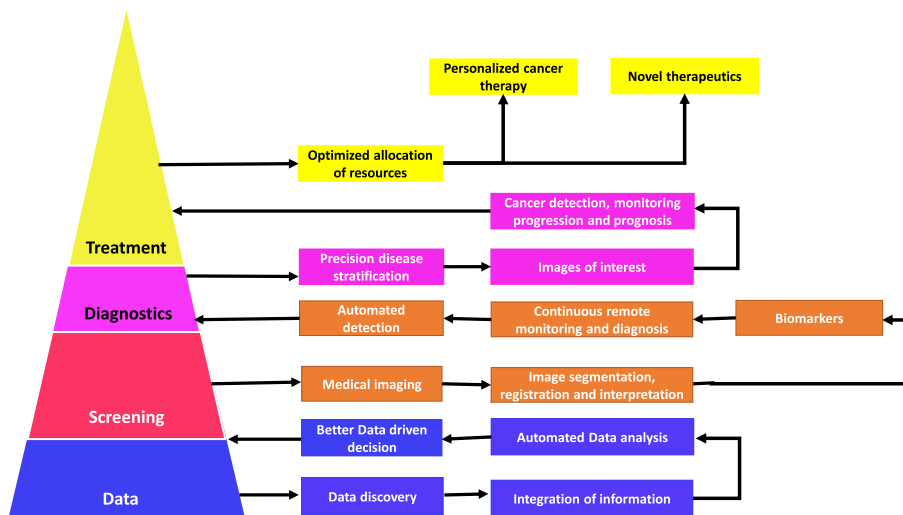 Personalized cancer
therapy
Novel therapeutics
Optimized allocation
of resources
Cancer detection, monitoring
progression and prognosis
Treatment
Precision disease
stratification
Images of interest
Diagnostics
Automated
detection
Continuous remote
monitoring and diagnosis
Biomarkers
Medical imaging
Image segmentation,
registration and interpretation
Screening
Better Data driven
decision
Automated Data analysis
Data
Data discovery
Integration of information